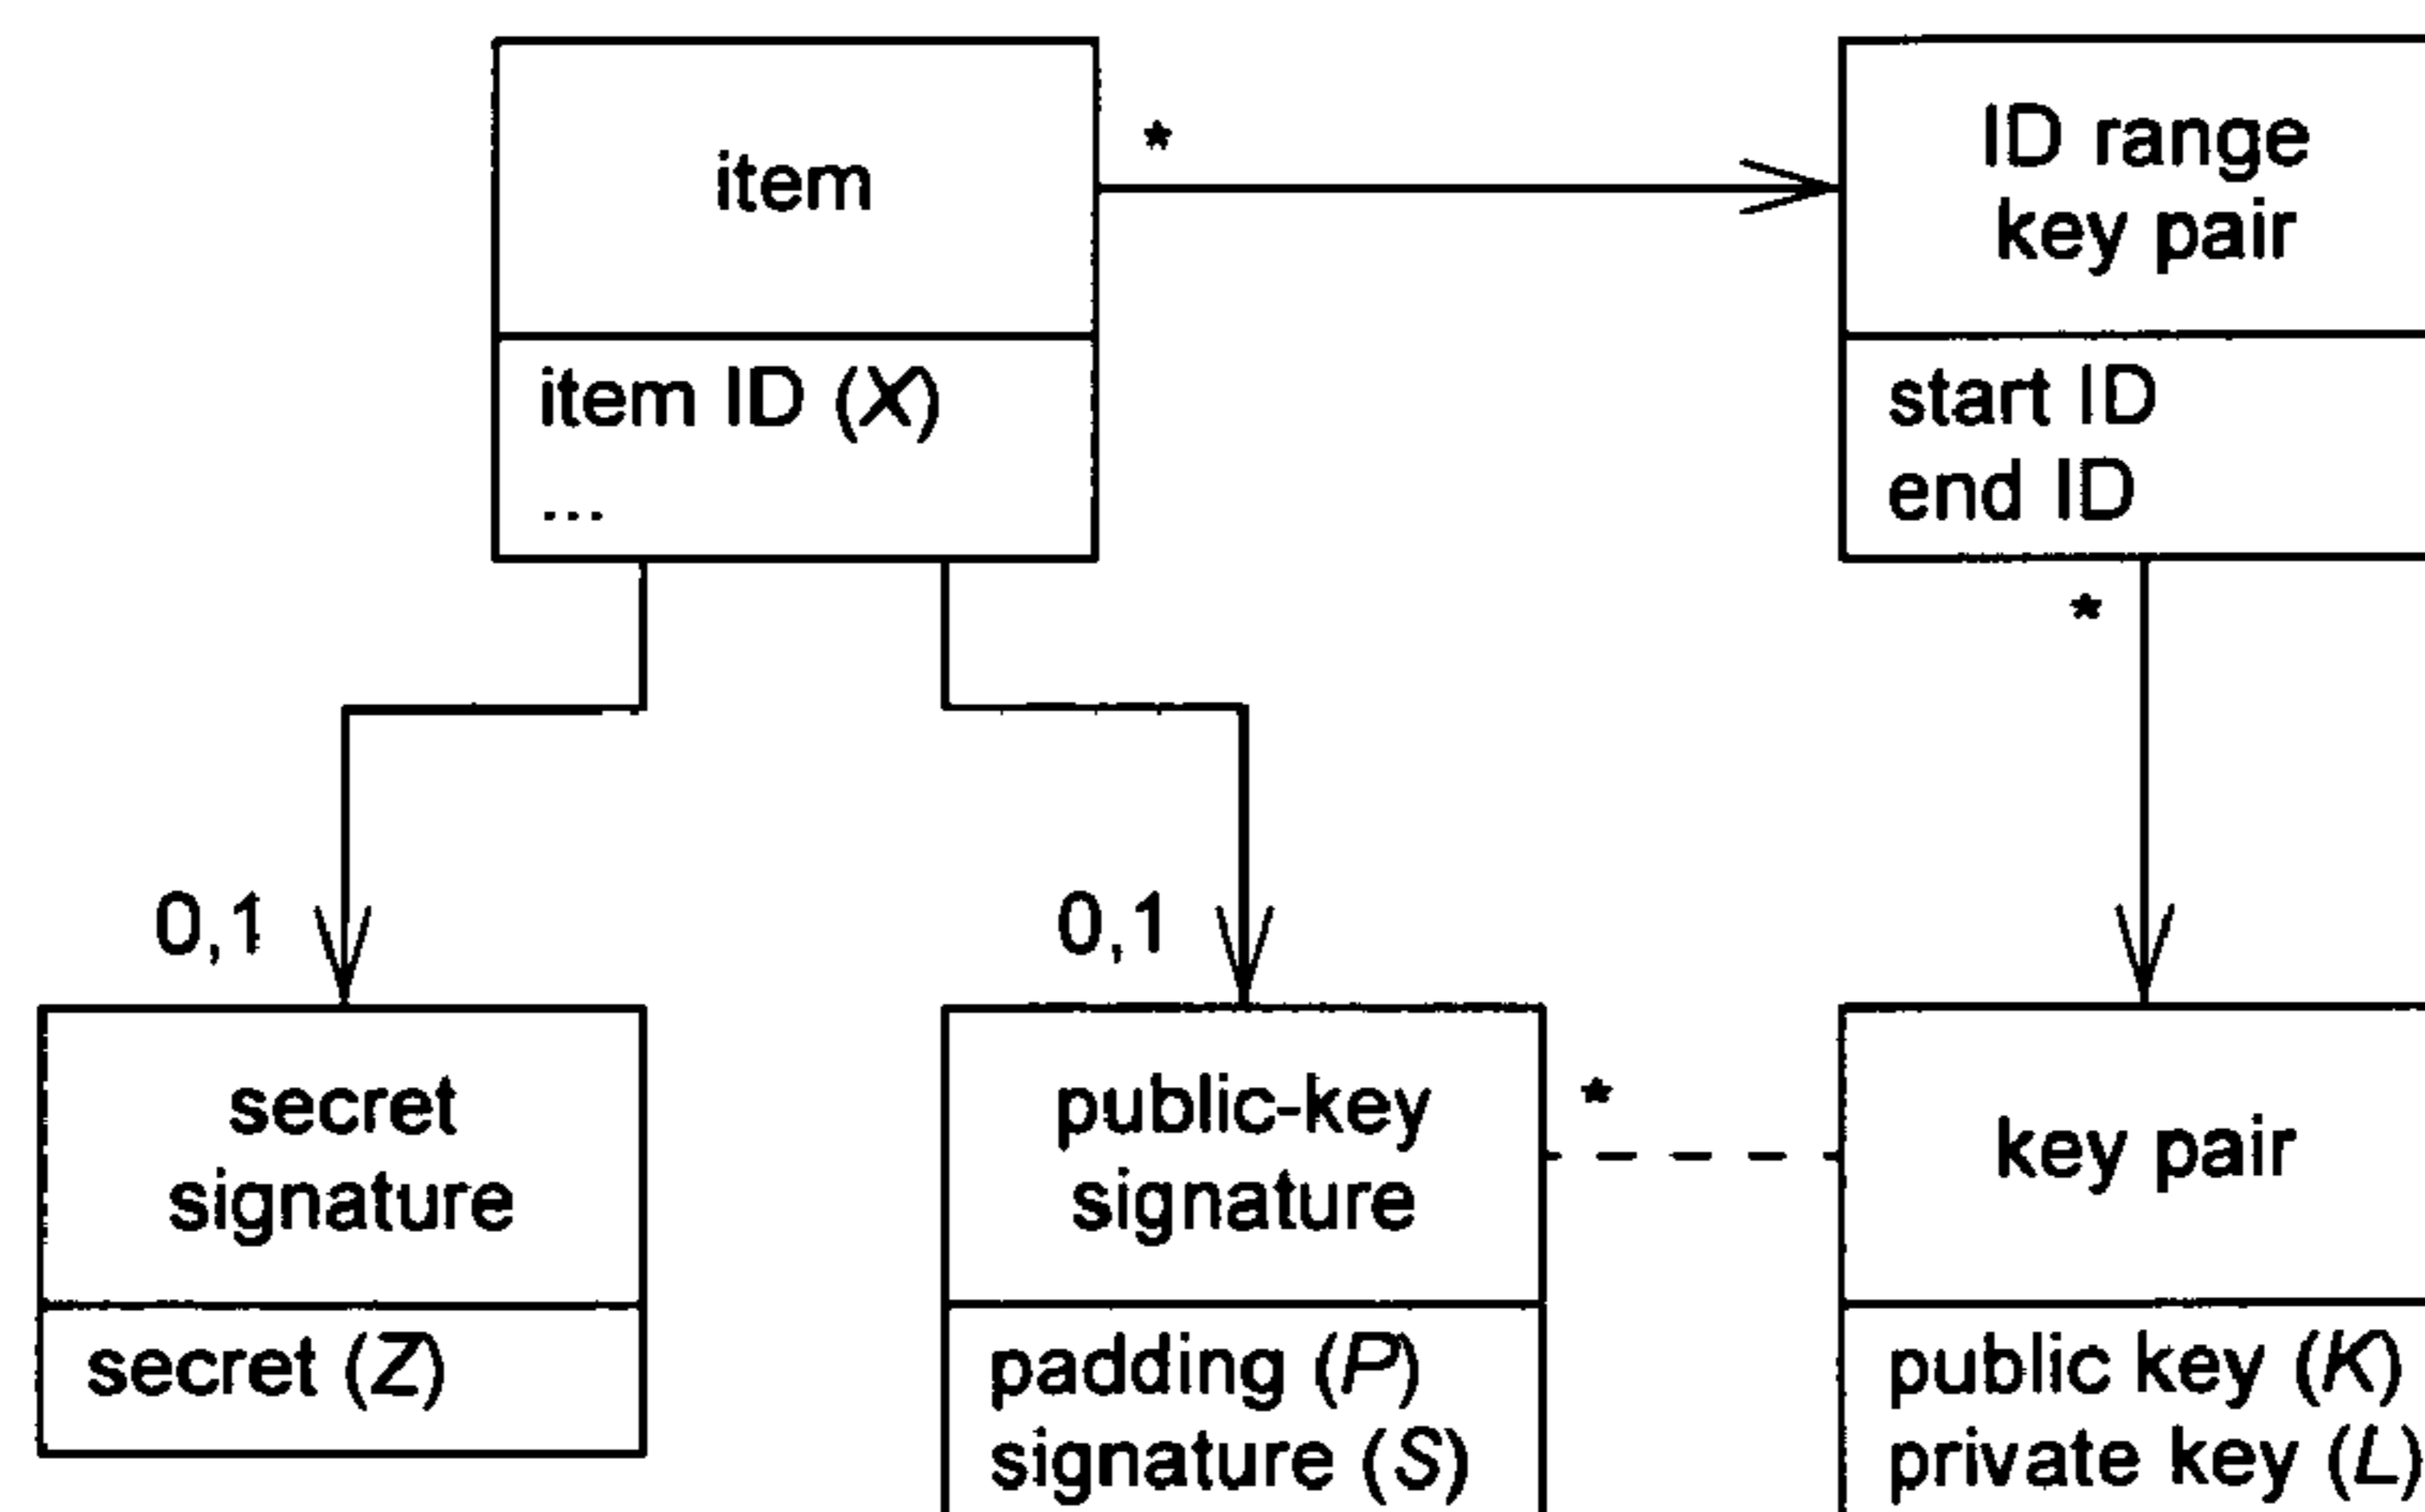 item
*
ID range
key pair
item ID (X)
...
start ID
end ID
*
0,1
0,1
secret
signature
public-key
signature
*
key pair
secret (Z)
padding (P)
signature (S)
public key (K)
private key (L)